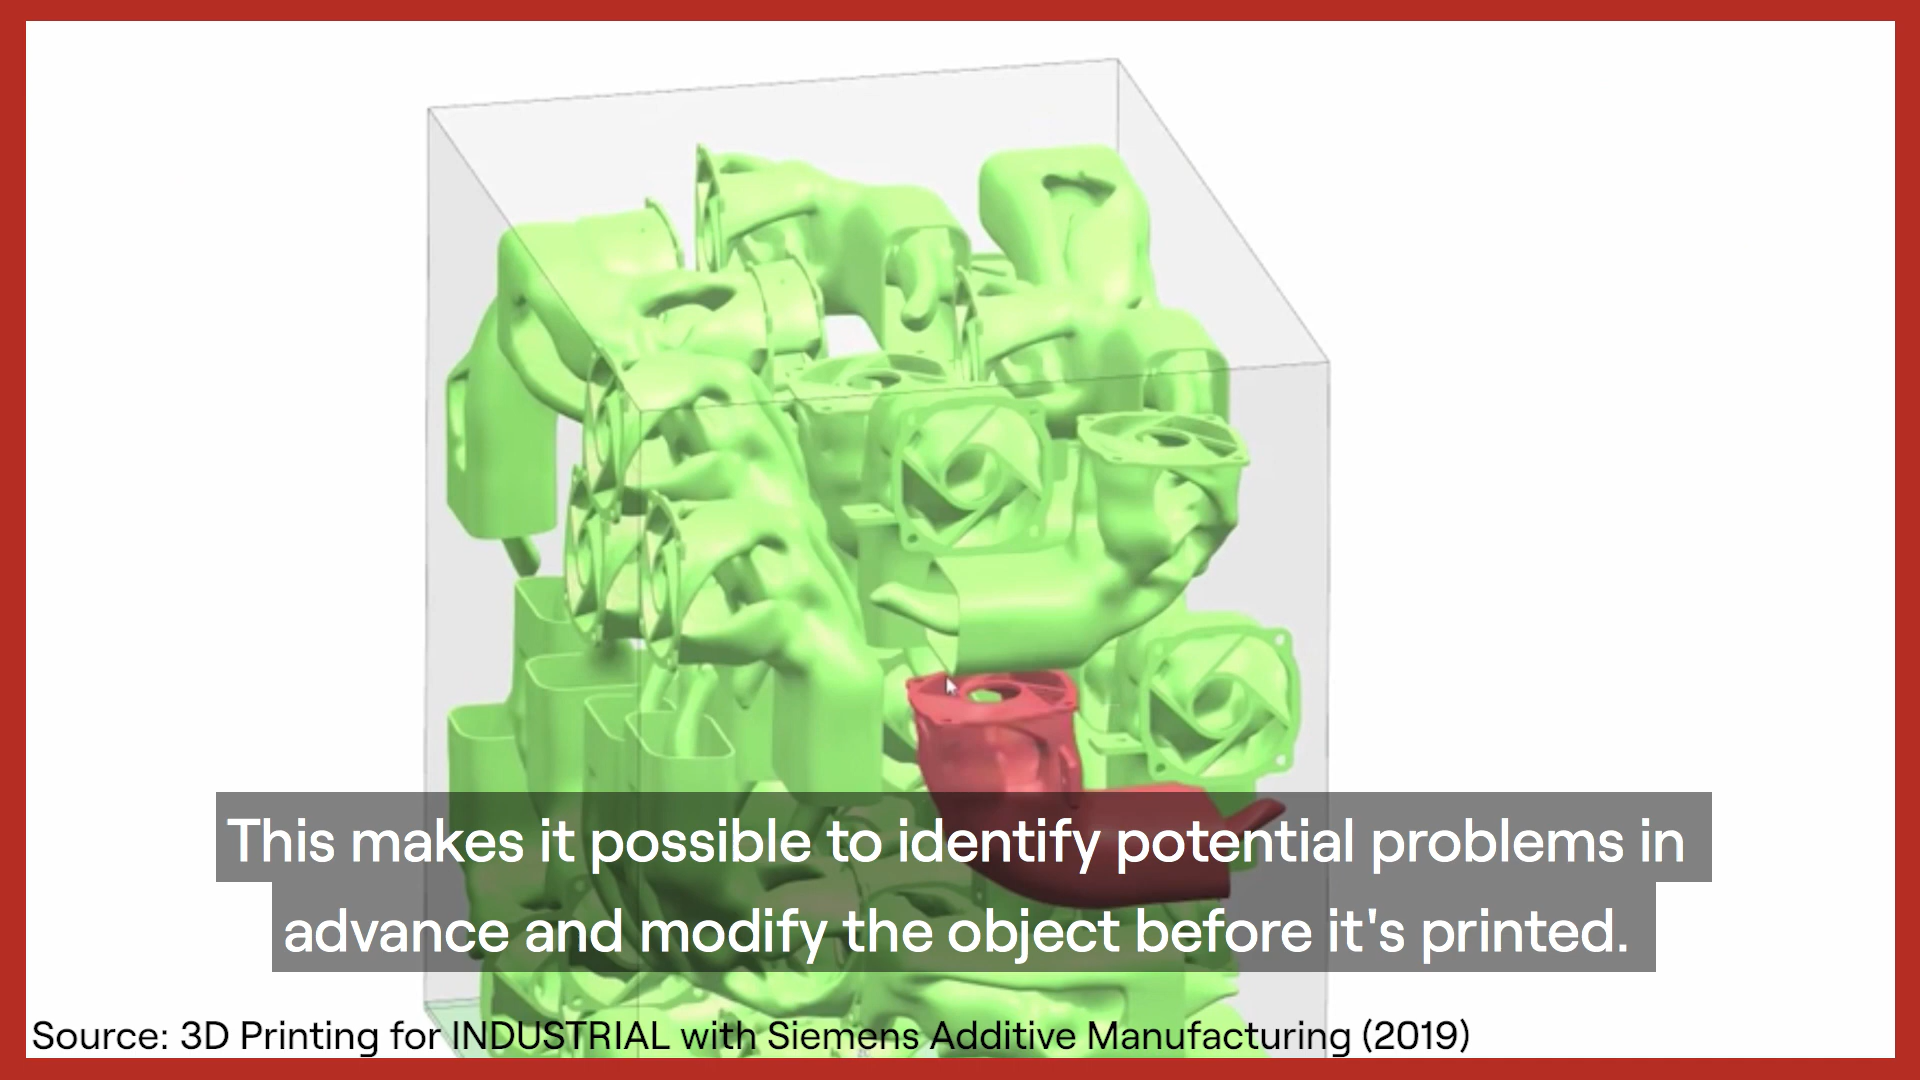 This makes it possible to identify potential problems in
advance and modify the object before it's printed.
Source: 3D Printing for INDUSTRIAL with Siemens Additive Manufacturing (2019)